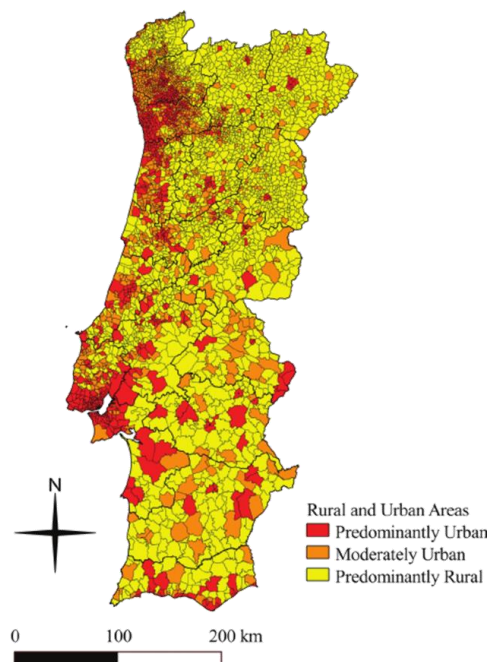 N
Rural and Urban Areas
Predominantly Urban
Moderately Urban
Predominantly Rural
0 100 200 km